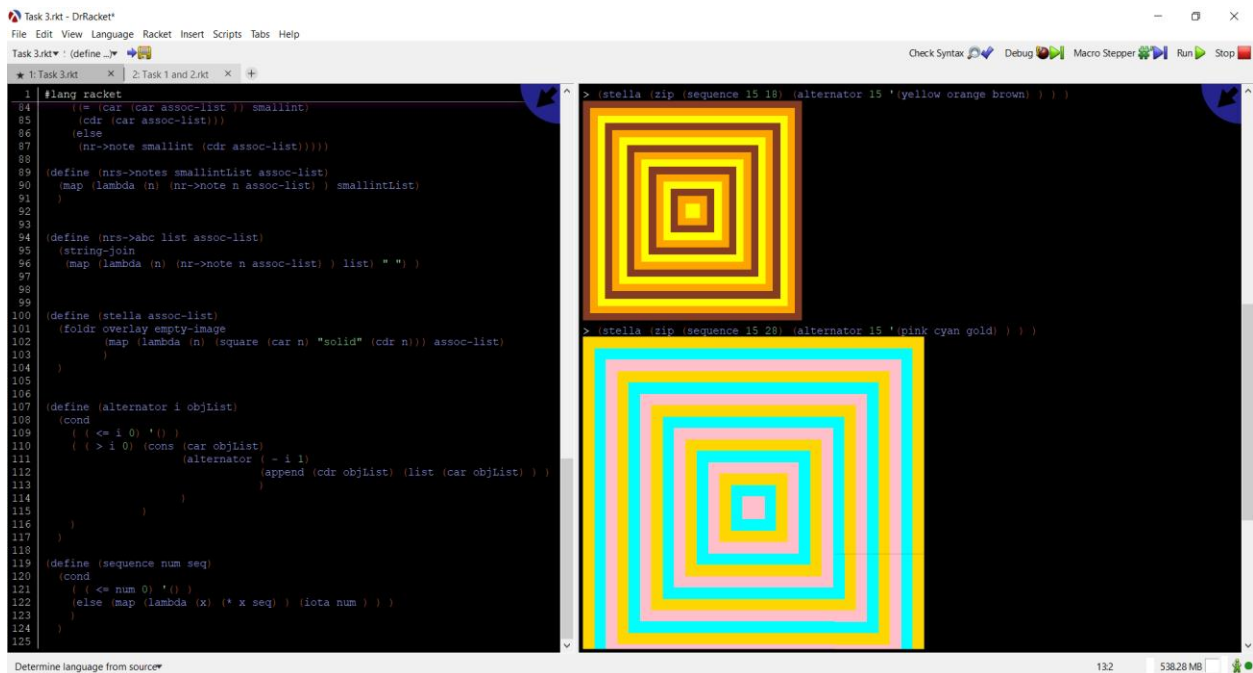 Task 3.rkt - DrRacket*
File Edit View Language Racket Insert Scripts Tabs Help
Task 3.rkt▾ : (define ...)▾
Check Syntax Debug Macro Stepper Run Stop
★ 1: Task 3.rkt × 2: Task 1 and 2.rkt × +
1 #lang racket
84 ((= (car (car assoc-list )) smallint)
85 (cdr (car assoc-list)))
86 (else
87 (nr->note smallint (cdr assoc-list)))))
88
89 (define (nrs->notes smallintList assoc-list)
90 (map (lambda (n) (nr->note n assoc-list) ) smallintList)
91 )
92
93
94 (define (nrs->abc list assoc-list)
95 (string-join
96 (map (lambda (n) (nr->note n assoc-list) ) list) " ") )
97
98
99
100 (define (stella assoc-list)
101 (foldr overlay empty-image
102 (map (lambda (n) (square (car n) "solid" (cdr n))) assoc-list)
103 )
104 )
105
106
107 (define (alternator i objList)
108 (cond
109 ( ( <= i 0) '() )
110 ( ( > i 0) (cons (car objList)
111 (alternator ( - i 1)
112 (append (cdr objList) (list (car objList) ) )
113 )
114 )
115 )
116 )
117 )
118
119 (define (sequence num seq)
120 (cond
121 ( ( <= num 0) '() )
122 (else (map (lambda (x) (* x seq) ) (iota num ) ) )
123 )
124 )
125
> (stella (zip (sequence 15 18) (alternator 15 '(yellow orange brown) ) ) )
> (stella (zip (sequence 15 28) (alternator 15 '(pink cyan gold) ) ) )
Determine language from source▾
13:2 538.28 MB